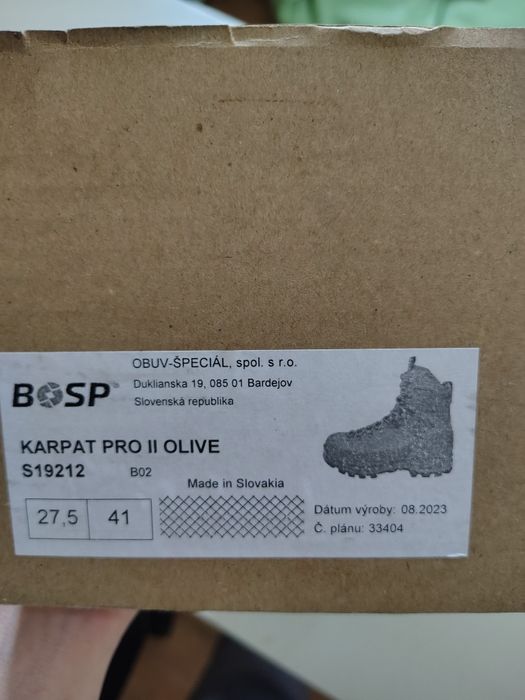 OBUV-ŠPECIÁL, spol. s r.o.
BOSP®
Duklianska 19, 085 01 Bardejov
Slovenská republika
KARPAT PRO II OLIVE
S19212 B02
Made in Slovakia
27,5 41
Dátum výroby: 08.2023
Č. plánu: 33404